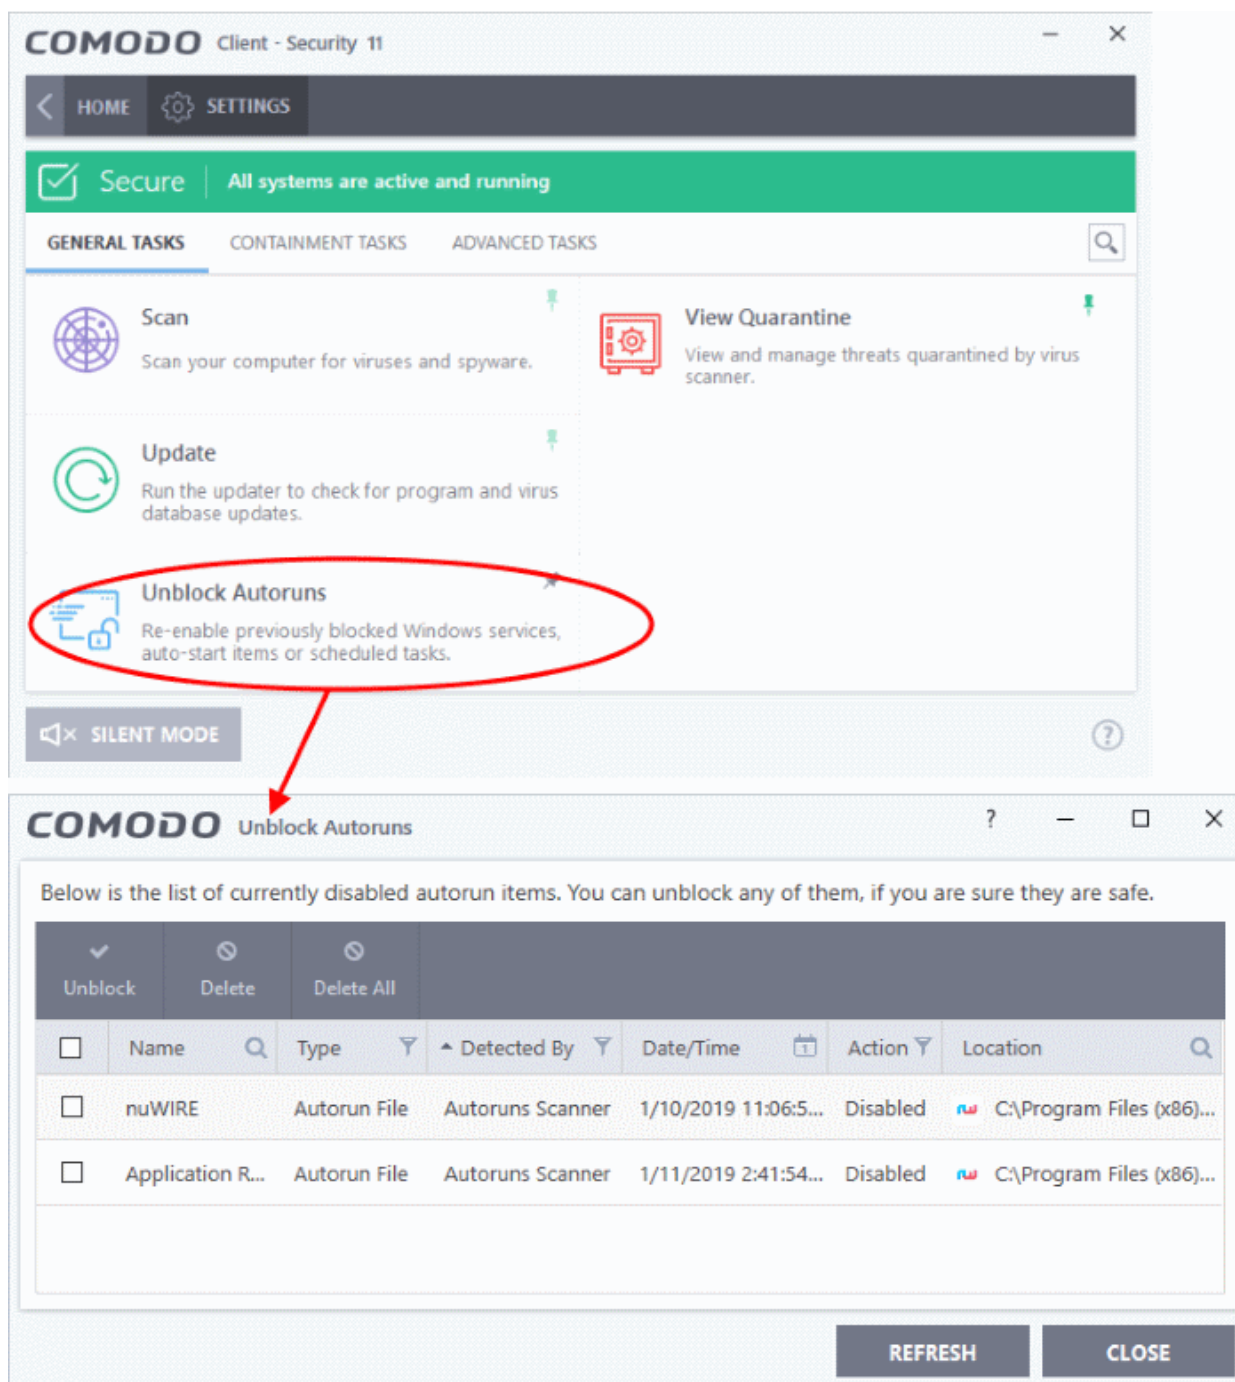 COMODO Client - Security 11
HOME SETTINGS
Secure All systems are active and running
GENERAL TASKS CONTAINMENT TASKS ADVANCED TASKS
Scan
Scan your computer for viruses and spyware.
View Quarantine
View and manage threats quarantined by virus
scanner.
Update
Run the updater to check for program and virus
database updates.
Unblock Autoruns
Re-enable previously blocked Windows services,
auto-start items or scheduled tasks.
SILENT MODE ?
COMODO Unblock Autoruns ?
Below is the list of currently disabled autorun items. You can unblock any of them, if you are sure they are safe.
Unblock Delete Delete All
Name Type Detected By Date/Time 1 Action Location
nuWIRE Autorun File Autoruns Scanner 1/10/2019 11:06:5... Disabled C:\Program Files (x86)...
Application R... Autorun File Autoruns Scanner 1/11/2019 2:41:54... Disabled C:\Program Files (x86)...
REFRESH CLOSE